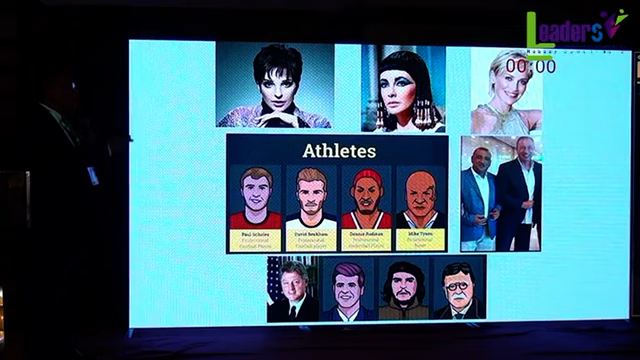 Leaders
00:00
Athletes
Paul Scholes
Professional
Football Player
David Beckham
Professional
Football player
Dennis Rodman
Professional
Basketball Player
Mike Tyson
Professional
Boxer